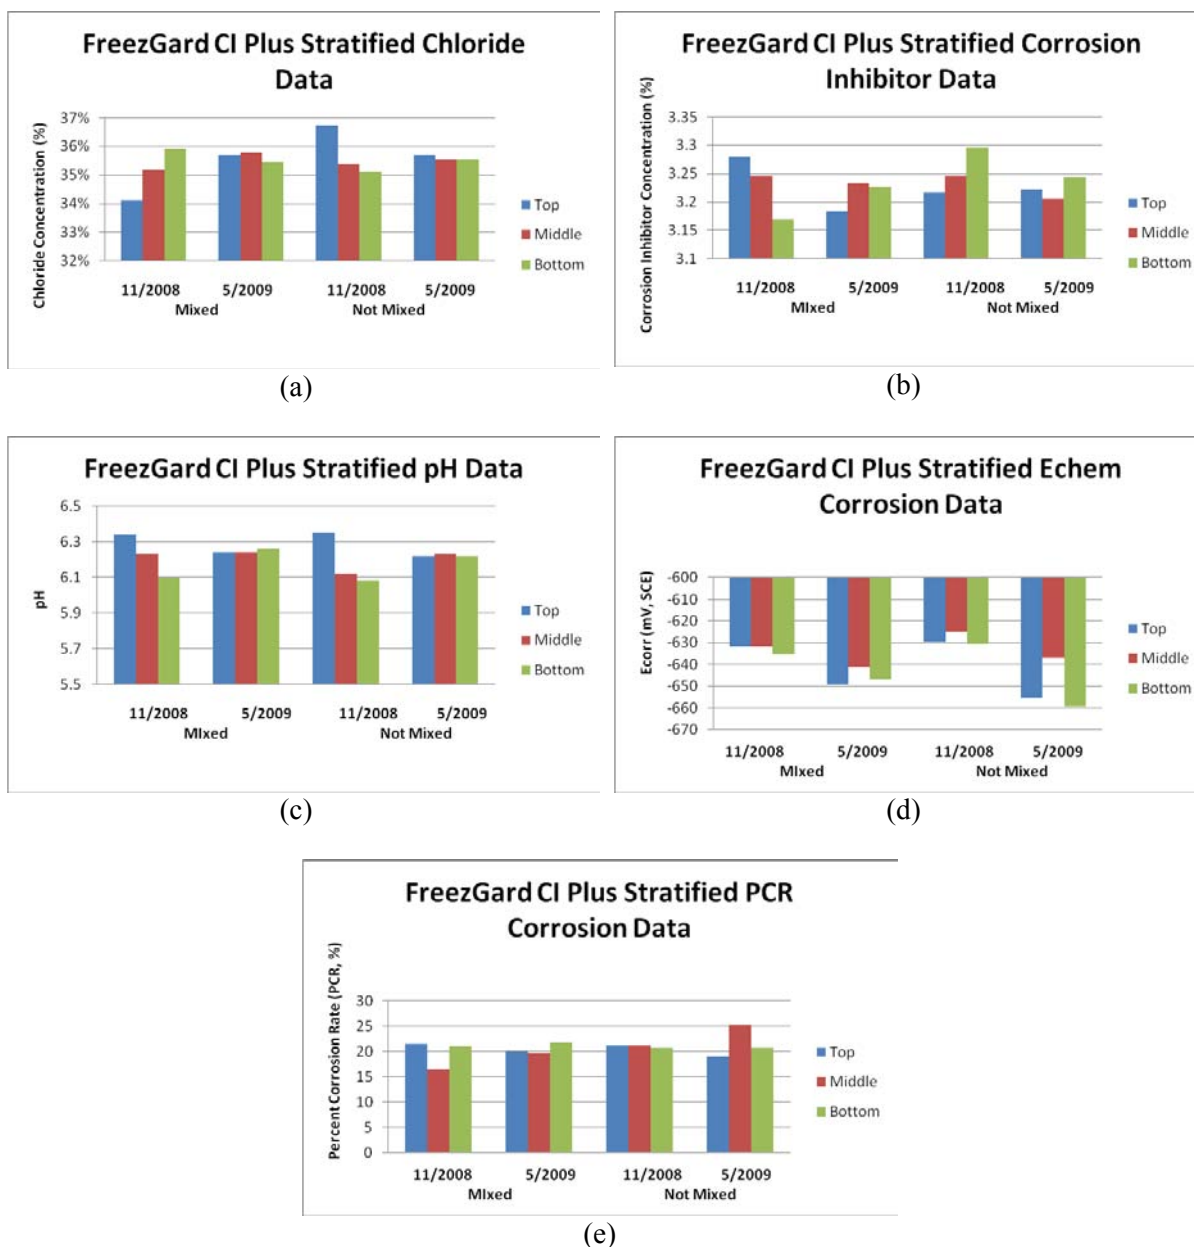 FreezGard CI Plus Stratified Chloride
Data
Chloride Concentration (%)
37%
36%
35%
34%
33%
32%
11/2008 5/2009 11/2008 5/2009
Mixed Not Mixed
Top
Middle
Bottom
(a)
FreezGard CI Plus Stratified Corrosion
Inhibitor Data
Corrosion Inhibitor Concentration (%)
3.35
3.3
3.25
3.2
3.15
3.1
11/2008 5/2009 11/2008 5/2009
MIxed Not Mixed
Top
Middle
Bottom
(b)
FreezGard CI Plus Stratified pH Data
pH
6.5
6.3
6.1
5.9
5.7
5.5
11/2008 5/2009 11/2008 5/2009
MIxed Not Mixed
Top
Middle
Bottom
(c)
FreezGard CI Plus Stratified Echem
Corrosion Data
Ecorr (mV, SCE)
-600
-610
-620
-630
-640
-650
-660
-670
11/2008 5/2009 11/2008 5/2009
MIxed Not Mixed
Top
Middle
Bottom
(d)
FreezGard CI Plus Stratified PCR
Corrosion Data
Percent Corrosion Rate (PCR, %)
30
25
20
15
10
5
0
11/2008 5/2009 11/2008 5/2009
MIxed Not Mixed
Top
Middle
Bottom
(e)